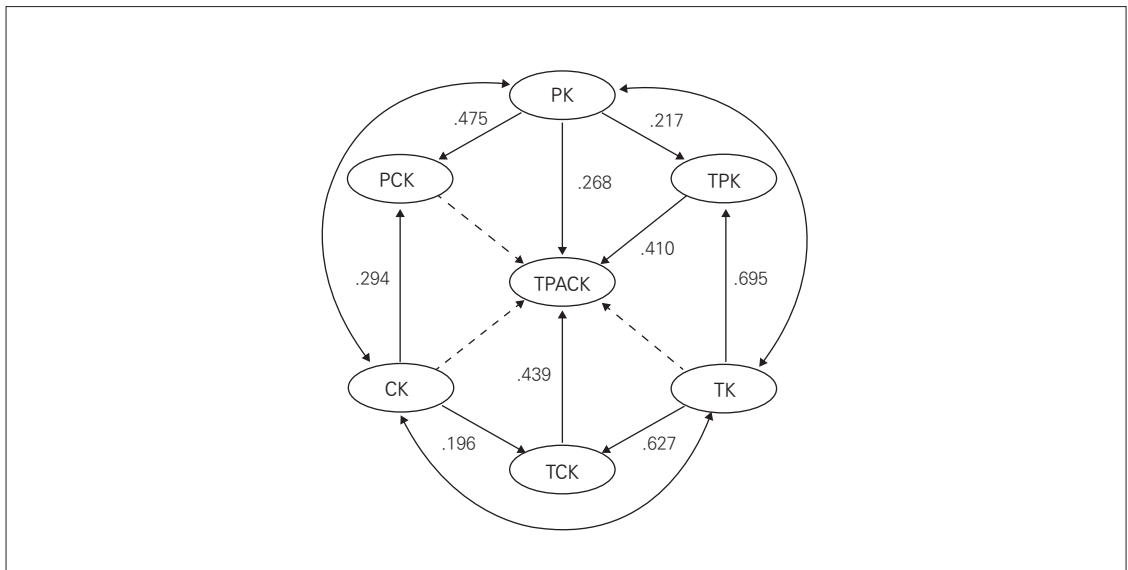 PK
.475
.217
PCK
TPK
.268
.410
TPACK
.294
.695
.439
CK
TK
.196
.627
TCK